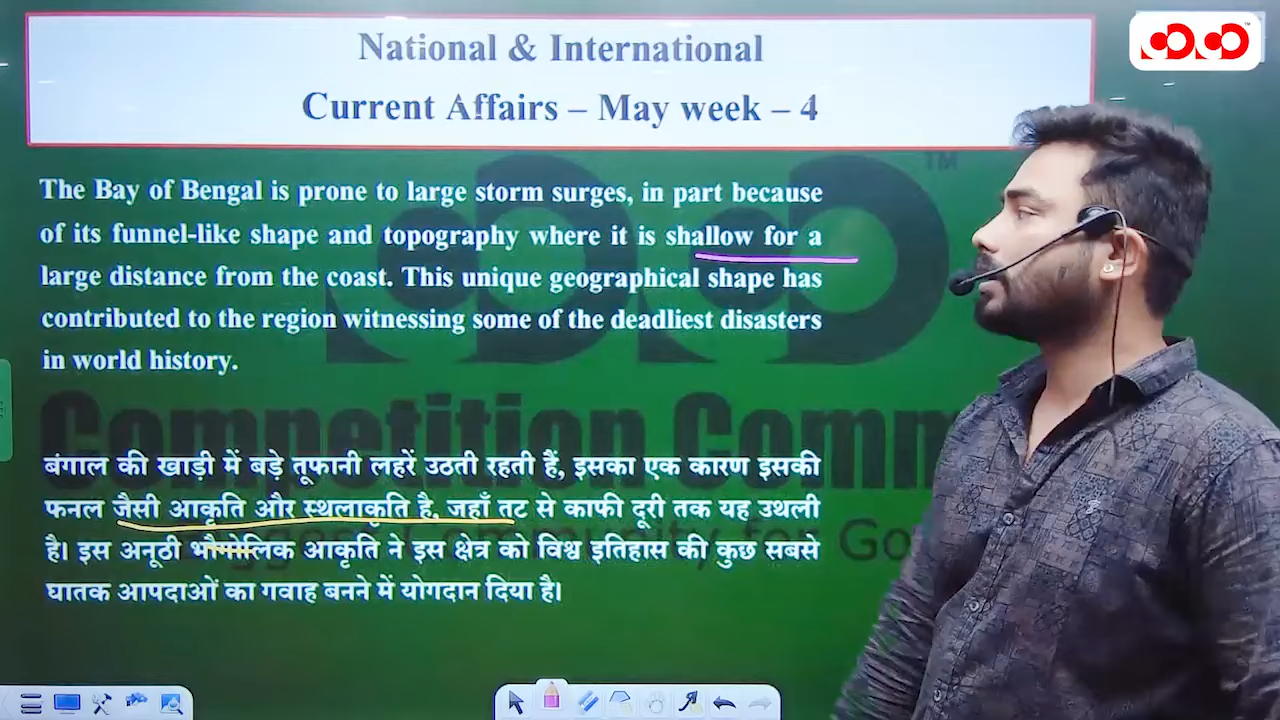 National & International
Current Affairs – May week – 4
TM
The Bay of Bengal is prone to large storm surges, in part because
of its funnel-like shape and topography where it is shallow for a
large distance from the coast. This unique geographical shape has
contributed to the region witnessing some of the deadliest disasters
in world history.
Competition Comm
बंगाल की खाड़ी में बड़े तूफानी लहरें उठती रहती हैं, इसका एक कारण इसकी
फनल जैसी आकृति और स्थलाकृति है, जहाँ तट से काफी दूरी तक यह उथली
है। इस अनूठी भौगोलिक आकृति ने इस क्षेत्र को विश्व इतिहास की कुछ सबसे
घातक आपदाओं का गवाह बनने में योगदान दिया है।